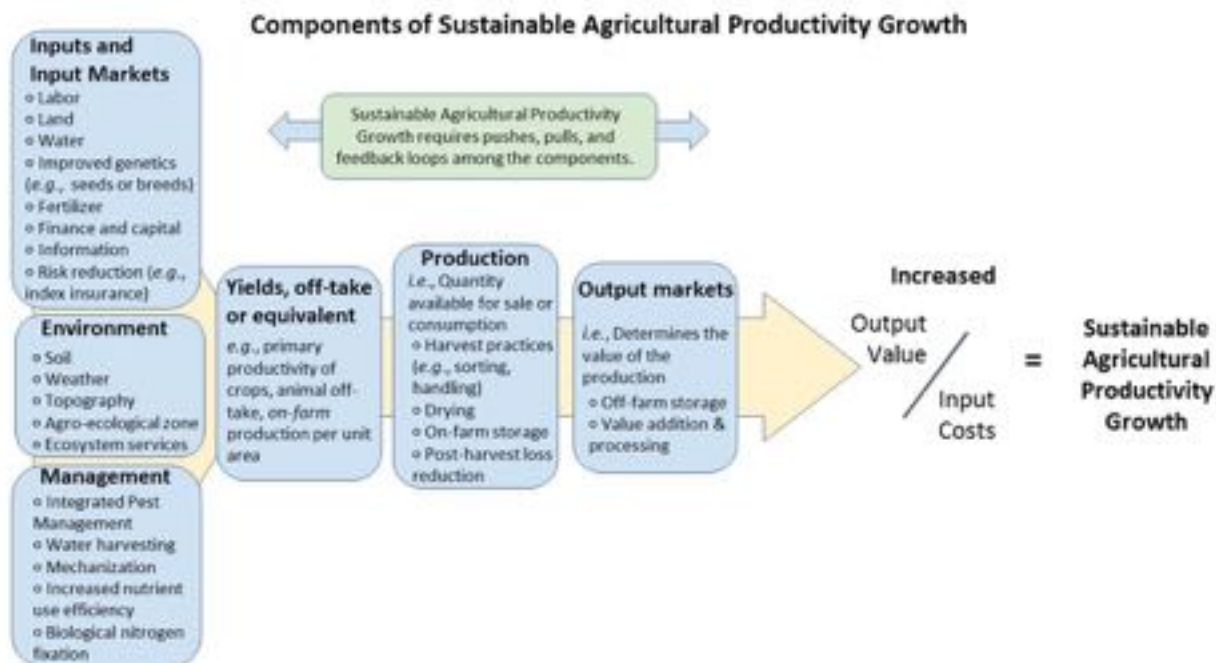 Components of Sustainable Agricultural Productivity Growth
Inputs and
Input Markets
o Labor
o Land
o Water
o Improved genetics
(e.g., seeds or breeds)
o Fertilizer
o Finance and capital
o Information
o Risk reduction (e.g.,
index insurance)
Environment
o Soil
o Weather
o Topography
o Agro-ecological zone
o Ecosystem services
Management
o Integrated Pest
Management
o Water harvesting
o Mechanization
o Increased nutrient
use efficiency
o Biological nitrogen
fixation
Sustainable Agricultural Productivity
Growth requires pushes, pulls, and
feedback loops among the components.
Yields, off-take
or equivalent
e.g., primary
productivity of
crops, animal off-
take, on-farm
production per unit
area
Production
i.e., Quantity
available for sale or
consumption
o Harvest practices
(e.g., sorting,
handling)
o Drying
o On-farm storage
o Post-harvest loss
reduction
Output markets
i.e., Determines the
value of the
production
o Off-farm storage
o Value addition &
processing
Increased
Output
Value
/
Input
Costs
=
Sustainable
Agricultural
Productivity
Growth